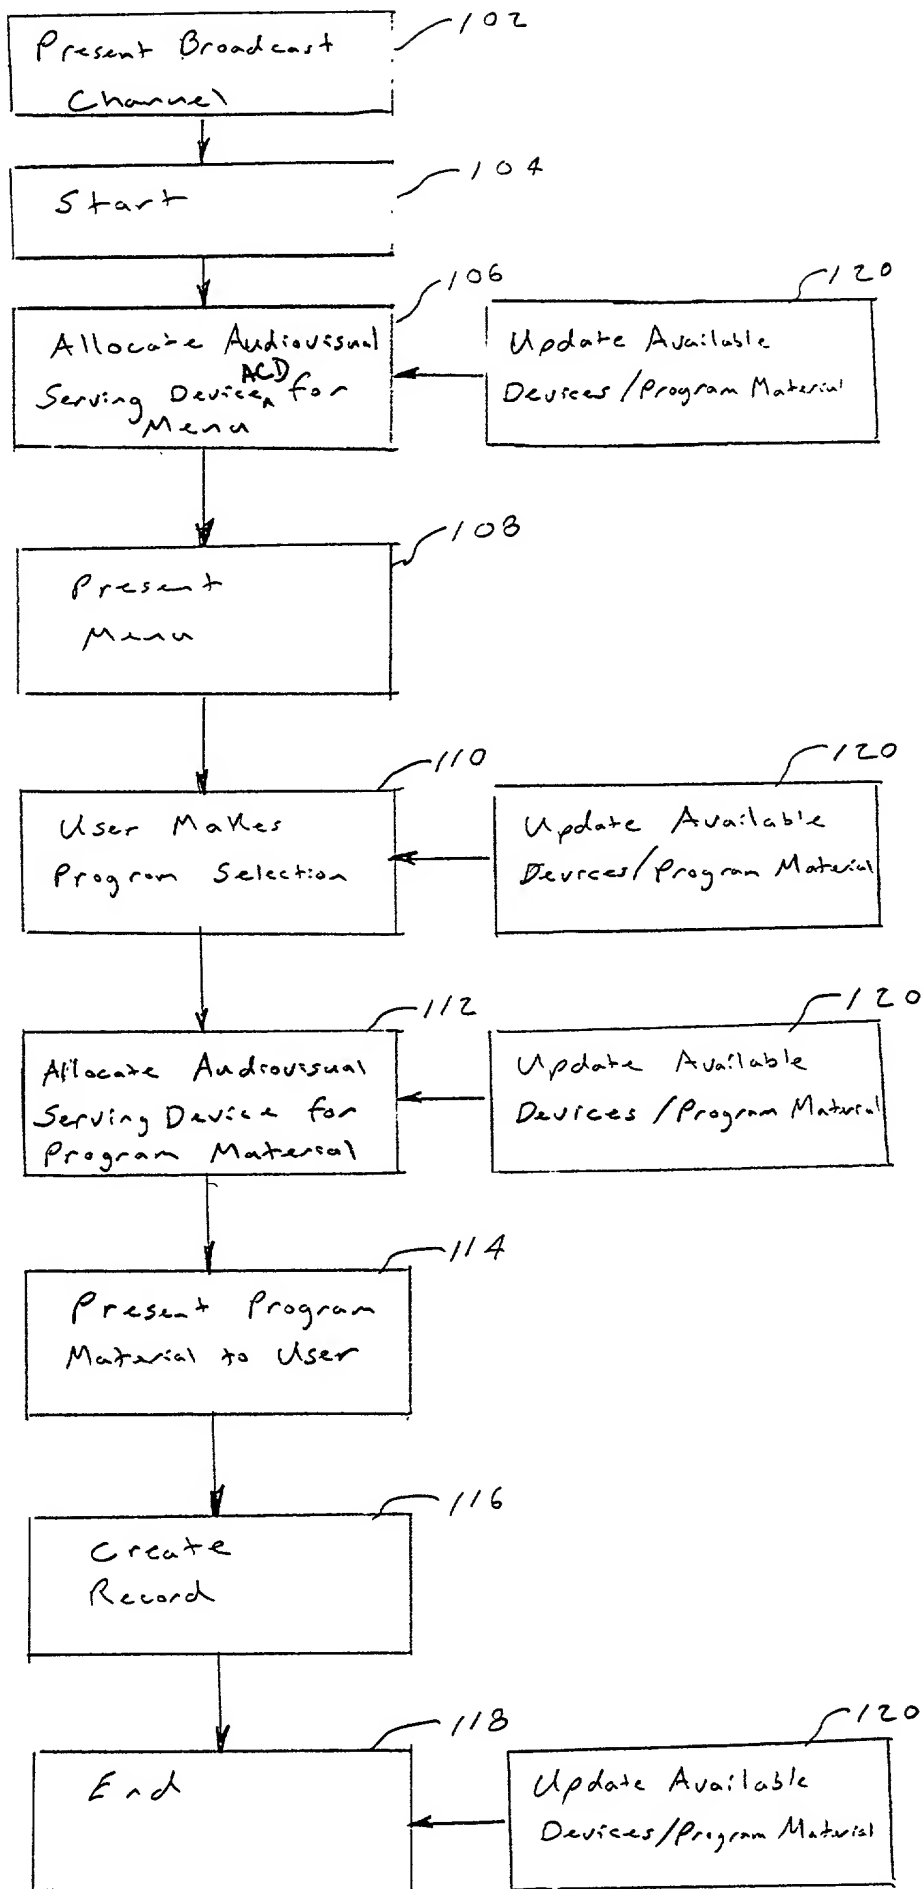 102
Present Broadcast
Channel
104
Start
106
120
Allocate Audiovisual
ACD
Serving Device for
Menu
Update Available
Devices/Program Material
108
Present
Menu
110
120
User Makes
Program Selection
Update Available
Devices/Program Material
112
120
Allocate Audiovisual
Serving Device for
Program Material
Update Available
Devices/Program Material
114
Present Program
Material to User
116
Create
Record
118
120
End
Update Available
Devices/Program Material